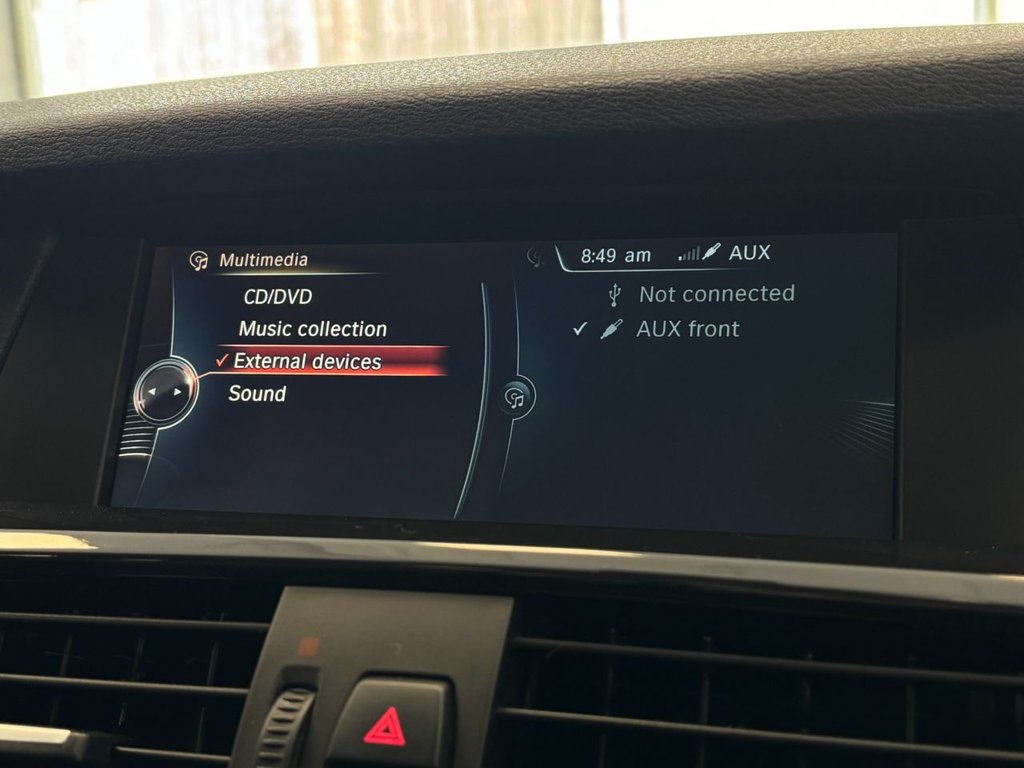 Multimedia
CD/DVD
Music collection
External devices
Sound
8:49 am AUX
Not connected
AUX front